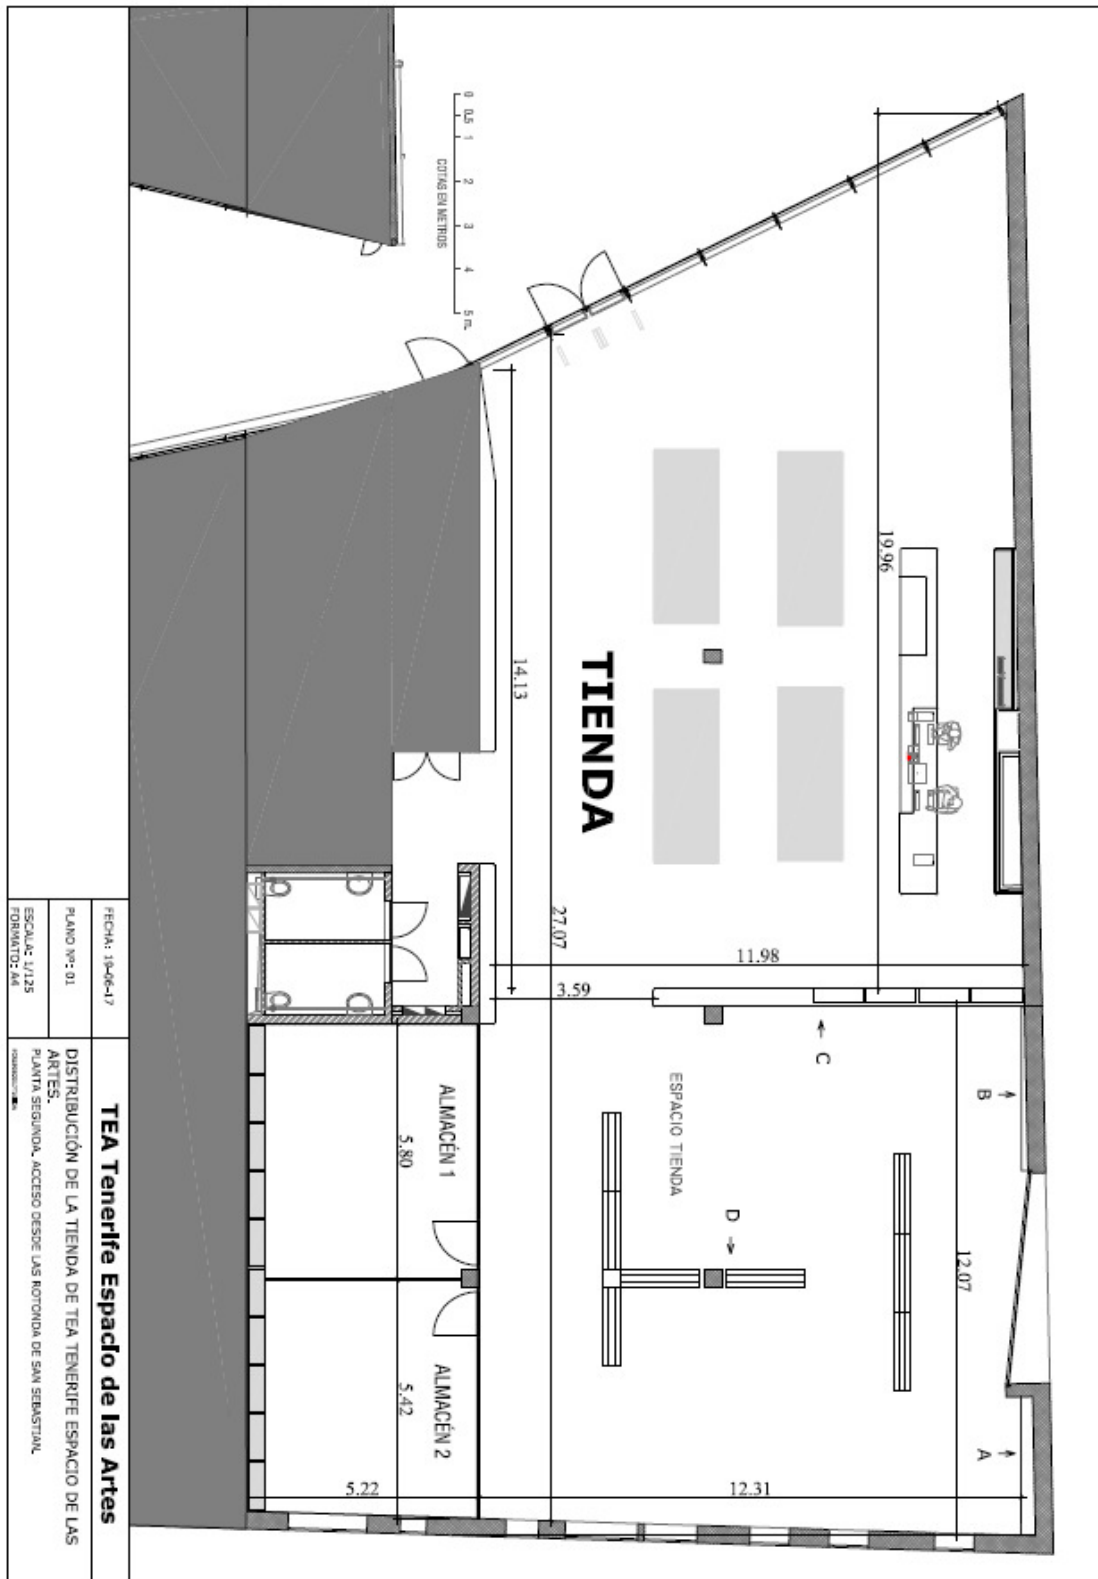 0 0,5 1 2 3 4 5 m.
COTAS EN METROS
19.96
14.13
TIENDA
27.07
11.98
3.59
C
B
ESPACIO TIENDA
ALMACÉN 1
5.80
D
12.07
ALMACÉN 2
5.42
A
5.22
12.31
FECHA: 19-06-17
PLANO Nº: 01
ESCALA: 1/125
FORMATO: A4
TEA Tenerife Espacio de las Artes
DISTRIBUCIÓN DE LA TIENDA DE TEA TENERIFE ESPACIO DE LAS
ARTES.
PLANTA SEGUNDA, ACCESO DESDE LAS ROTONDA DE SAN SEBASTIAN.